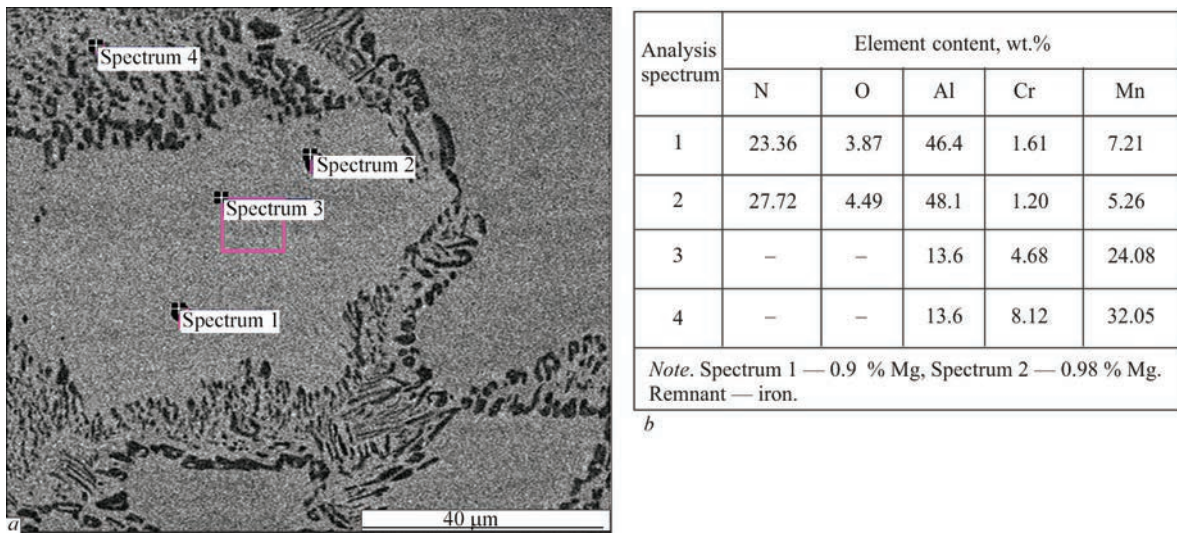 Spectrum 4
Spectrum 2
Spectrum 3
Spectrum 1
40 μm
a
Analysis spectrum
Element content, wt.%
N O Al Cr Mn
1 23.36 3.87 46.4 1.61 7.21
2 27.72 4.49 48.1 1.20 5.26
3 – – 13.6 4.68 24.08
4 – – 13.6 8.12 32.05
Note. Spectrum 1 — 0.9 % Mg, Spectrum 2 — 0.98 % Mg.
Remnant — iron.
b